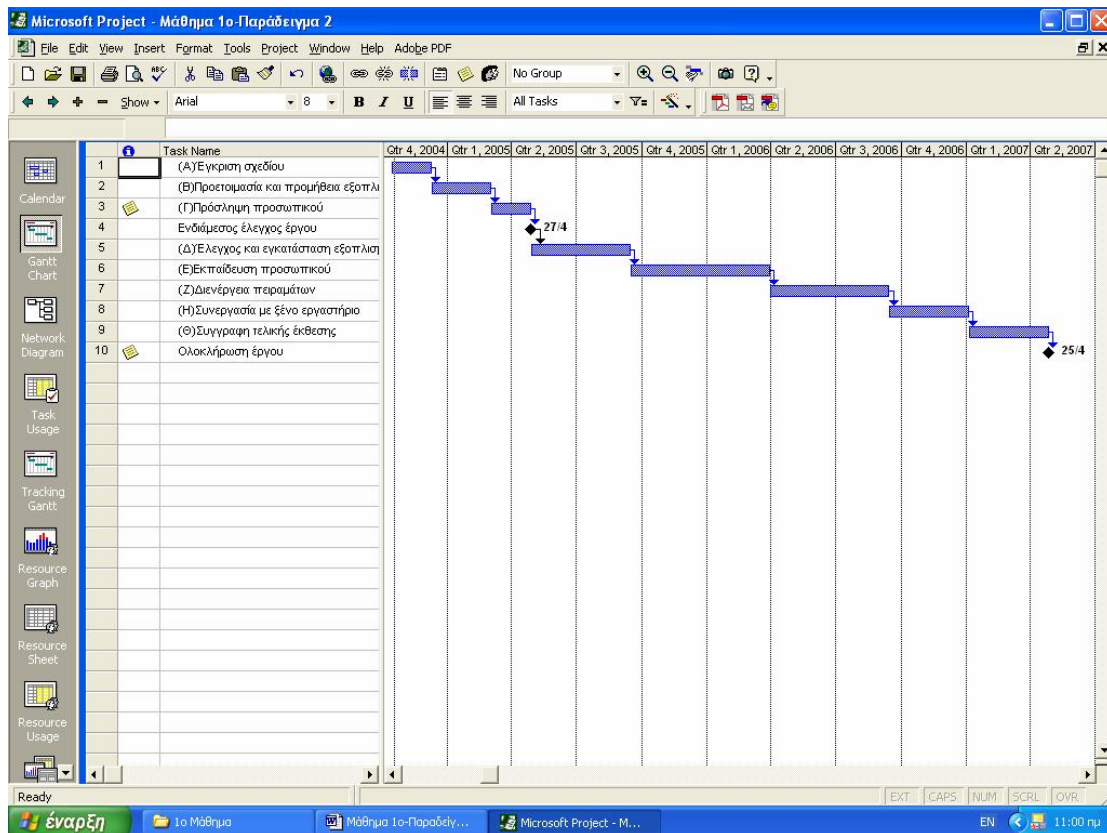 Microsoft Project - Μάθημα 1ο-Παράδειγμα 2
File Edit View Insert Format Tools Project Window Help Adobe PDF
No Group
Show Arial 8 B I U All Tasks
Task Name Qtr 4, 2004 Qtr 1, 2005 Qtr 2, 2005 Qtr 3, 2005 Qtr 4, 2005 Qtr 1, 2006 Qtr 2, 2006 Qtr 3, 2006 Qtr 4, 2006 Qtr 1, 2007 Qtr 2, 2007
1 (Α)Έγκριση σχεδίου
2 (Β)Προετοιμασία και προμήθεια εξοπλι
3 (Γ)Πρόσληψη προσωπικού
4 Ενδιάμεσος έλεγχος έργου 27/4
5 (Δ)Έλεγχος και εγκατάσταση εξοπλιση
6 (Ε)Εκπαίδευση προσωπικού
7 (Ζ)Διενέργεια πειραμάτων
8 (Η)Συνεργασία με ξένο εργαστήριο
9 (Θ)Συγγραφη τελικής έκθεσης
10 Ολοκλήρωση έργου 25/4
Calendar
Gantt
Chart
Network
Diagram
Task
Usage
Tracking
Gantt
Resource
Graph
Resource
Sheet
Resource
Usage
Ready EXT CAPS NUM SCRL OVR
έναρξη 1ο Μάθημα Μάθημα 1ο-Παραδείγ... Microsoft Project - M... EN 11:00 πμ